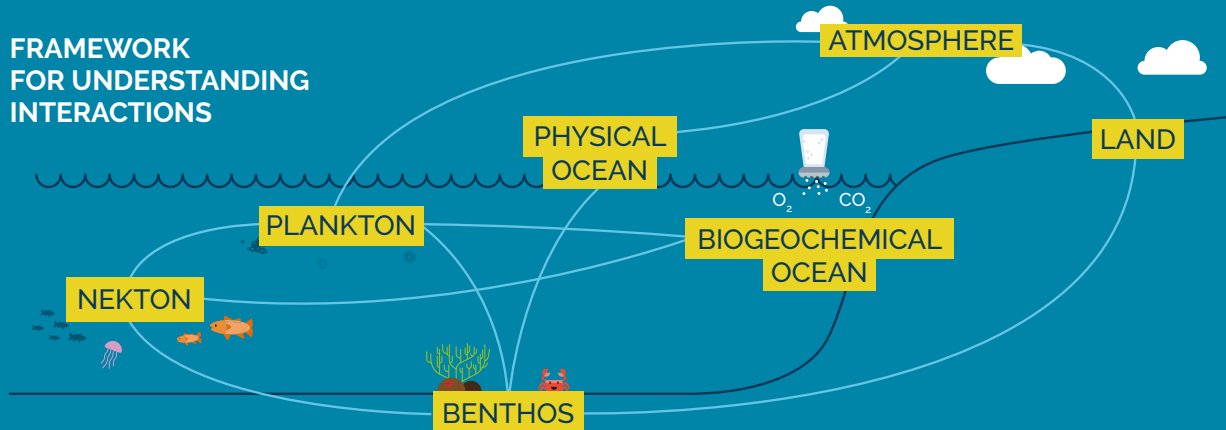 FRAMEWORK
FOR UNDERSTANDING
INTERACTIONS
ATMOSPHERE
PHYSICAL
OCEAN
LAND
O₂
CO₂
PLANKTON
BIOGEOCHEMICAL
OCEAN
NEKTON
BENTHOS